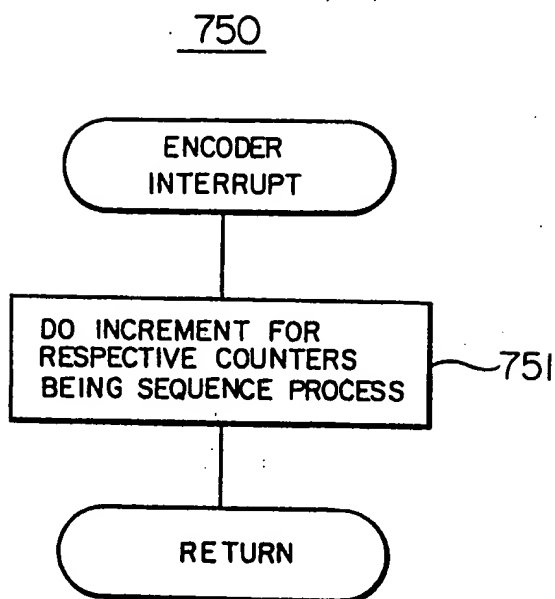 750
ENCODER
INTERRUPT
DO INCREMENT FOR
RESPECTIVE COUNTERS
BEING SEQUENCE PROCESS
751
RETURN